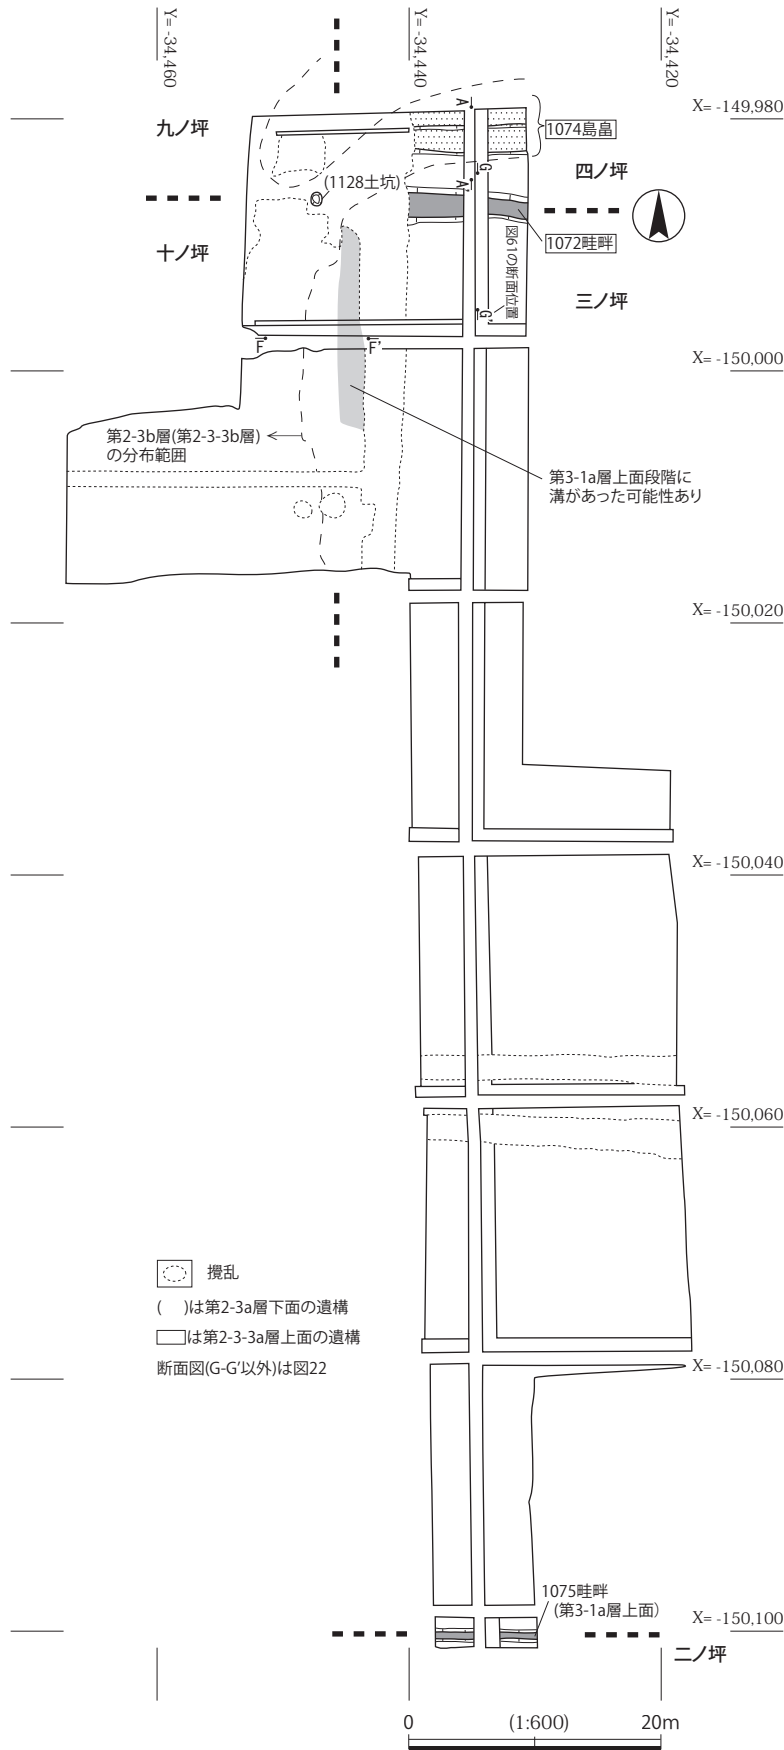 Y= -34,460
Y= -34,440
Y= -34,420
X= -149,980
九ノ坪
A
1074島畠
G
四ノ坪
(1128土坑)
A'
十ノ坪
1072畦畔
図61の断面位置
三ノ坪
G'
F
F'
X= -150,000
第2-3b層(第2-3-3b層)
の分布範囲
第3-1a層上面段階に
溝があった可能性あり
X= -150,020
X= -150,040
X= -150,060
攪乱
( )は第2-3a層下面の遺構
は第2-3-3a層上面の遺構
断面図(G-G'以外)は図22
X= -150,080
1075畦畔
(第3-1a層上面)
X= -150,100
二ノ坪
0 (1:600) 20m